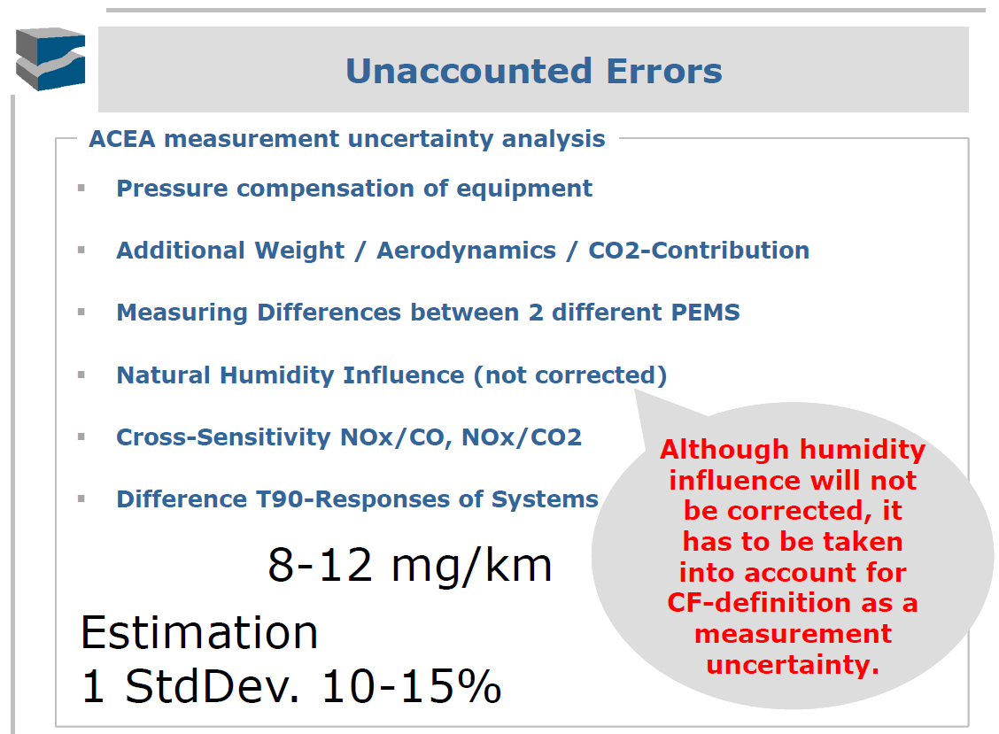 Unaccounted Errors
ACEA measurement uncertainty analysis
Pressure compensation of equipment
Additional Weight / Aerodynamics / CO2-Contribution
Measuring Differences between 2 different PEMS
Natural Humidity Influence (not corrected)
Cross-Sensitivity NOx/CO, NOx/CO2
Difference T90-Responses of Systems
Although humidity
influence will not
be corrected, it
has to be taken
into account for
CF-definition as a
measurement
uncertainty.
8-12 mg/km
Estimation
1 StdDev. 10-15%